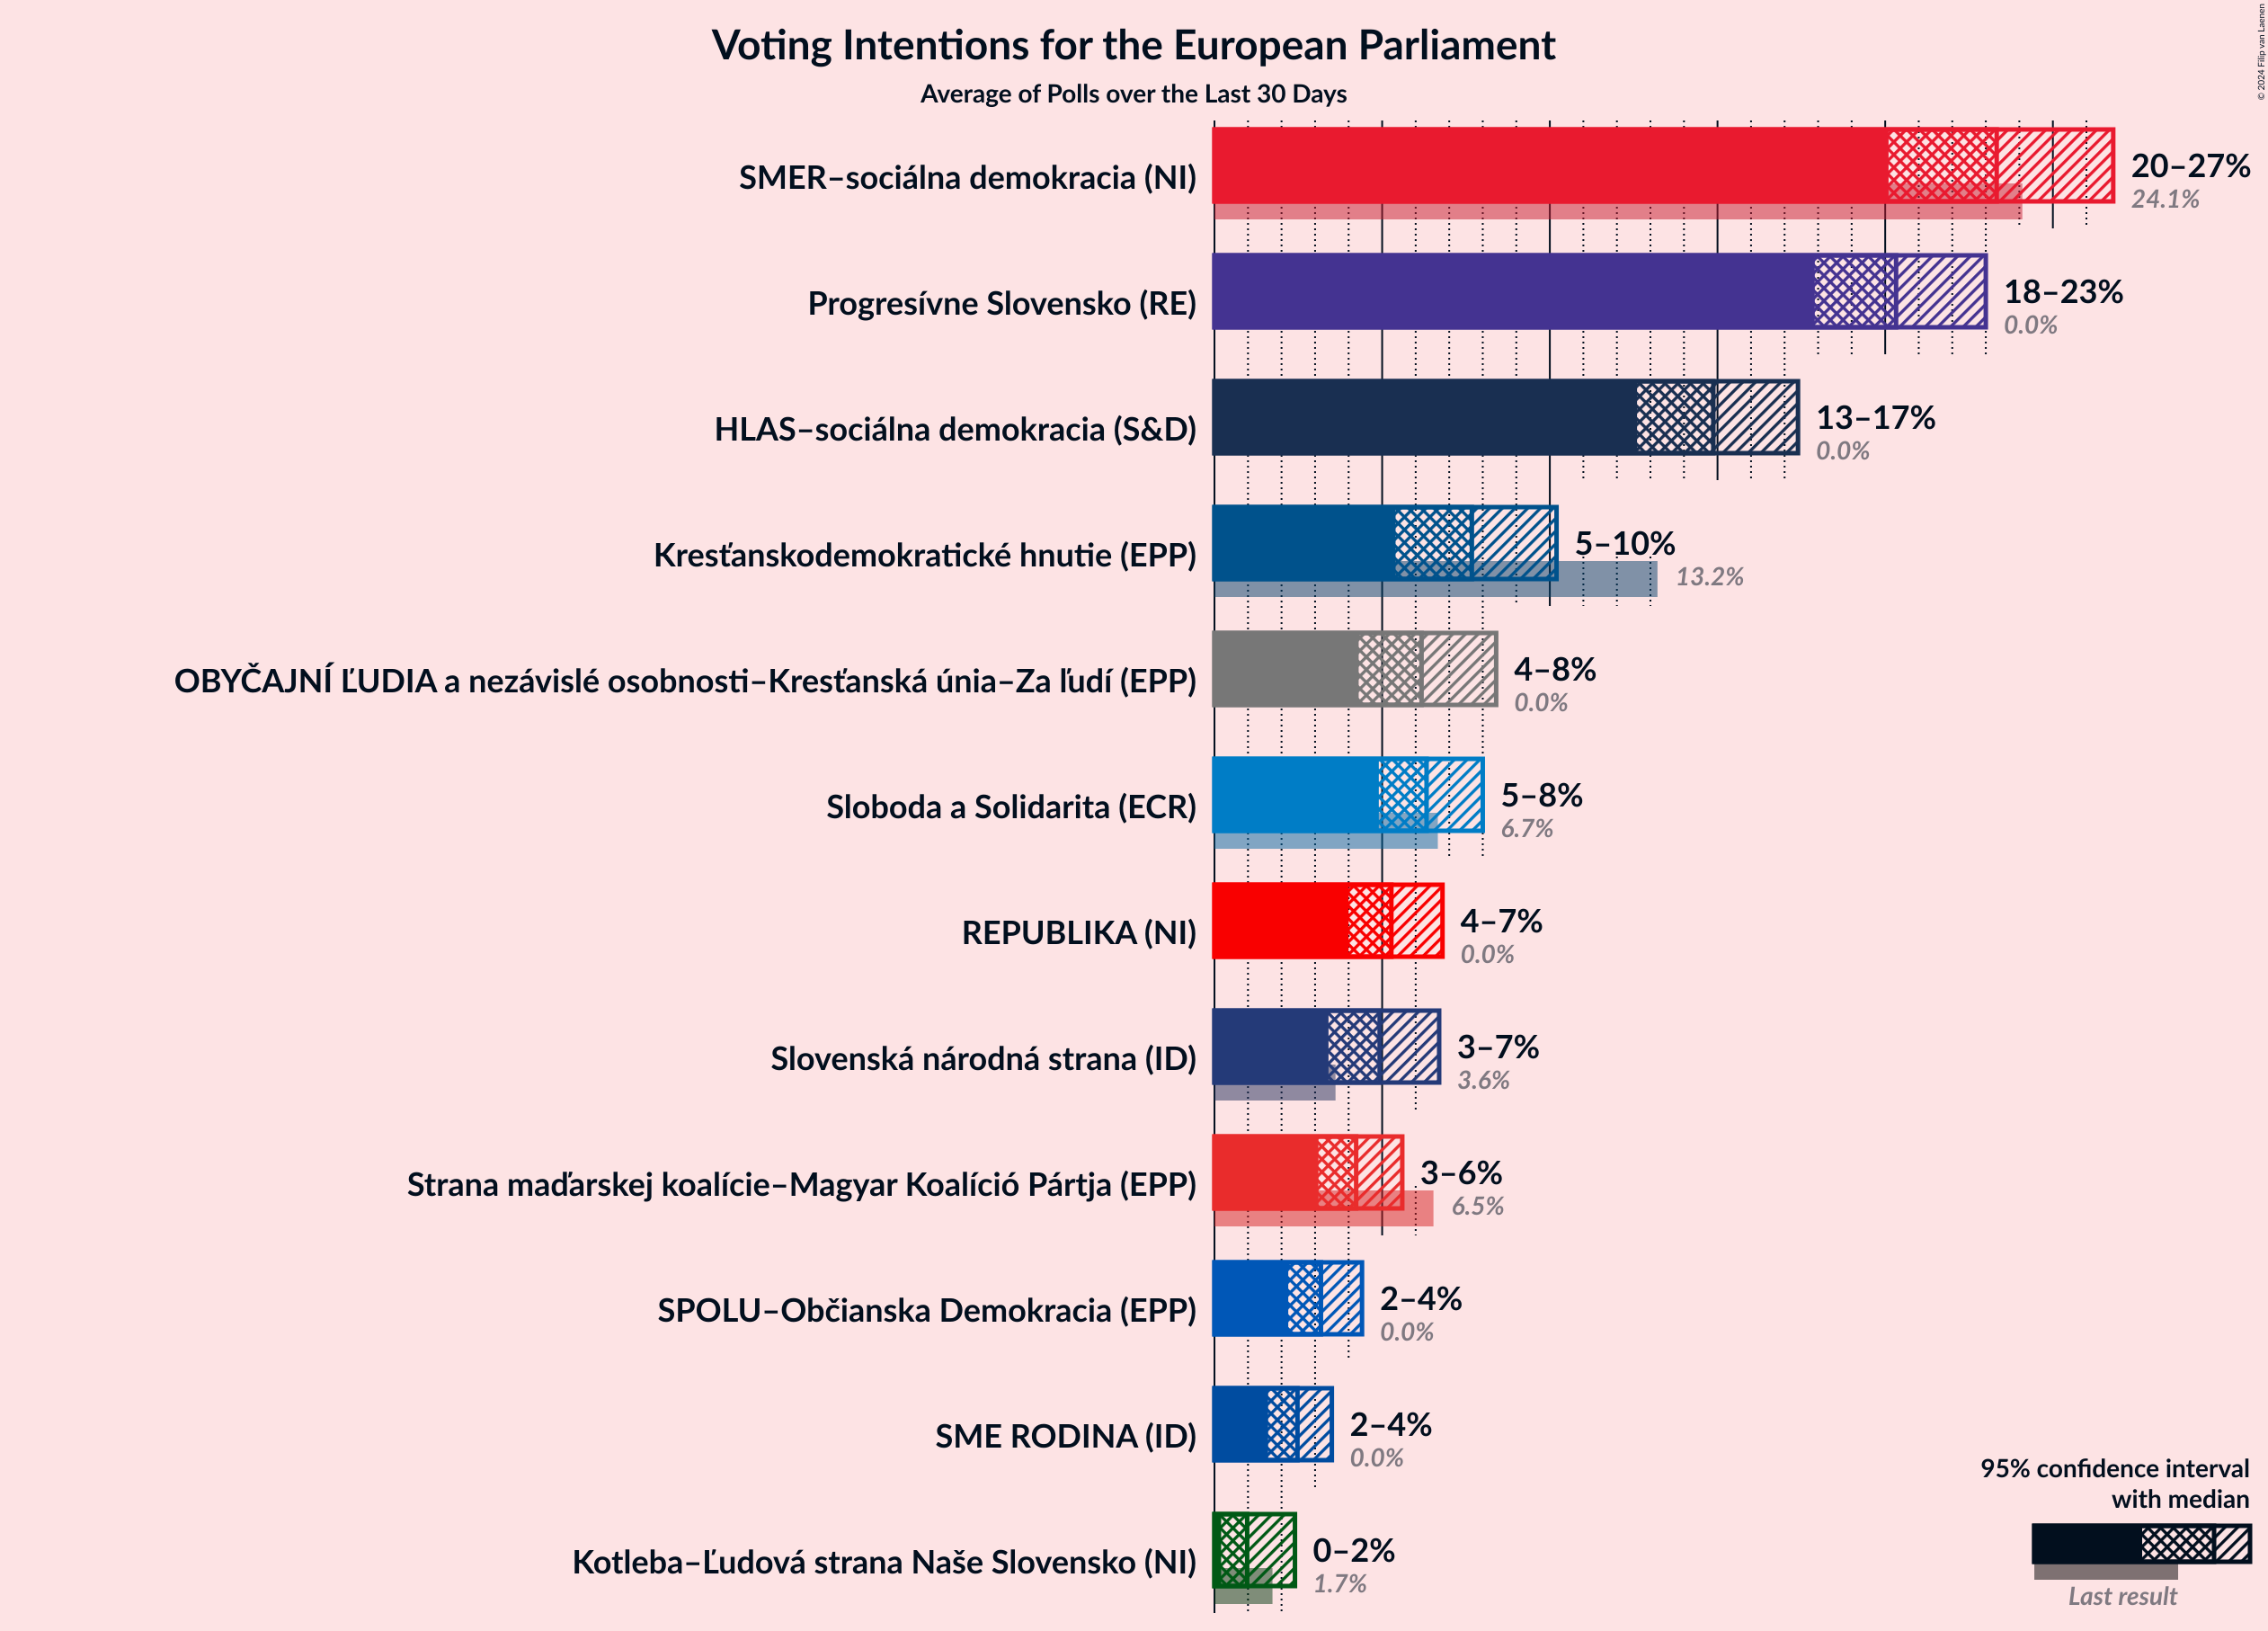 Voting Intentions for the European Parliament
Average of Polls over the Last 30 Days
© 2024 Filip van Laenen
SMER–sociálna demokracia (NI)
20–27%
24.1%
Progresívne Slovensko (RE)
18–23%
0.0%
HLAS–sociálna demokracia (S&D)
13–17%
0.0%
Kresťanskodemokratické hnutie (EPP)
5–10%
13.2%
OBYČAJNÍ ĽUDIA a nezávislé osobnosti–Kresťanská únia–Za ľudí (EPP)
4–8%
0.0%
Sloboda a Solidarita (ECR)
5–8%
6.7%
REPUBLIKA (NI)
4–7%
0.0%
Slovenská národná strana (ID)
3–7%
3.6%
Strana maďarskej koalície–Magyar Koalíció Pártja (EPP)
3–6%
6.5%
SPOLU–Občianska Demokracia (EPP)
2–4%
0.0%
SME RODINA (ID)
2–4%
0.0%
Kotleba–Ľudová strana Naše Slovensko (NI)
0–2%
1.7%
95% confidence interval
with median
Last result